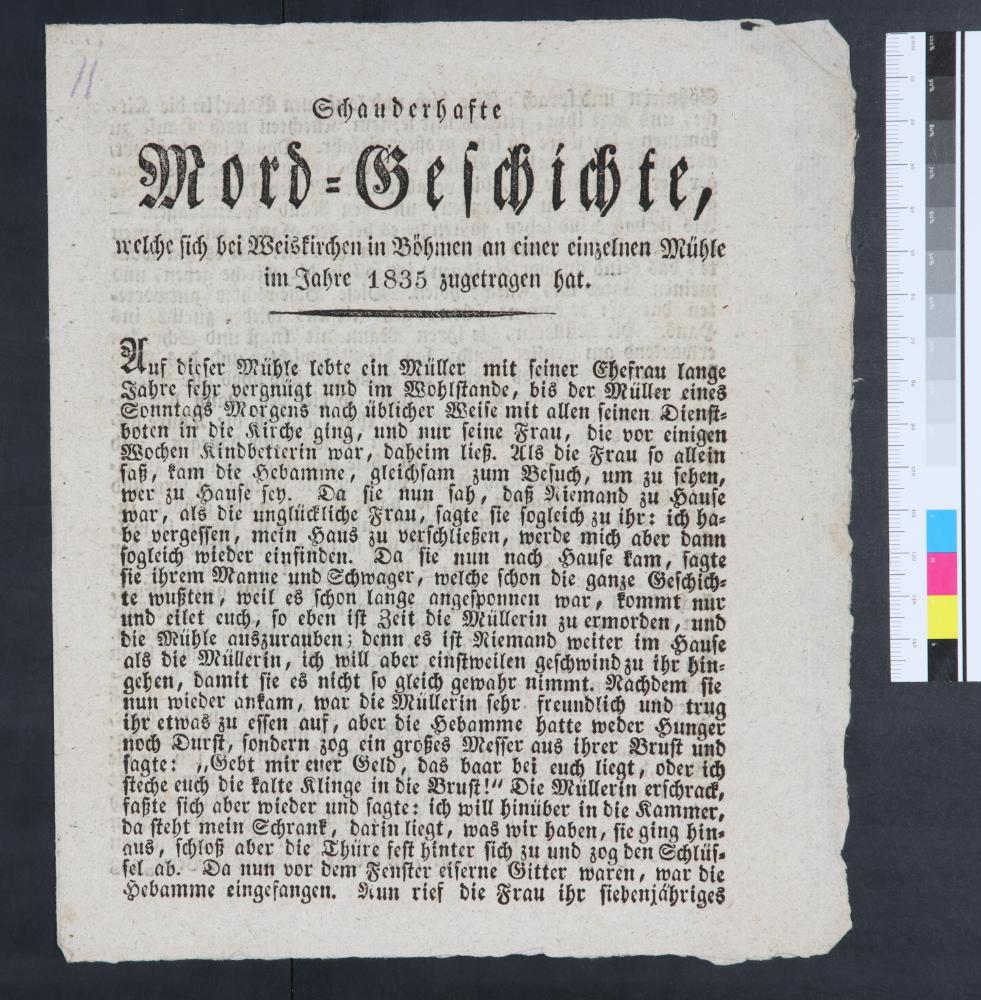 11
Schauderhafte
Mord=Geschichte,
welche sich bei Weiskirchen in Böhmen an einer einzelnen Mühle
im Jahre 1835 zugetragen hat.
Auf dieser Mühle lebte ein Müller mit seiner Ehefrau lange
Jahre sehr vergnügt und im Wohlstande, bis der Müller eines
Sonntags Morgens nach üblicher Weise mit allen seinen Dienst=
boten in die Kirche ging, und nur seine Frau, die vor einigen
Wochen Kindbetterin war, daheim ließ. Als die Frau so allein
saß, kam die Hebamme, gleichsam zum Besuch, um zu sehen,
wer zu Hause sey. Da sie nun sah, daß Niemand zu Hause
war, als die unglückliche Frau, sagte sie sogleich zu ihr: ich ha=
be vergessen, mein Haus zu verschließen, werde mich aber dann
sogleich wieder einfinden. Da sie nun nach Hause kam, sagte
sie ihrem Manne und Schwager, welche schon die ganze Geschich=
te wußten, weil es schon lange angesponnen war, kommt nur
und eilet euch, so eben ist Zeit die Müllerin zu ermorden, und
die Mühle auszurauben; denn es ist Niemand weiter im Hause
als die Müllerin, ich will aber einstweilen geschwind zu ihr hin=
gehen, damit sie es nicht so gleich gewahr nimmt. Nachdem sie
nun wieder ankam, war die Müllerin sehr freundlich und trug
ihr etwas zu essen auf, aber die Hebamme hatte weder Hunger
noch Durst, sondern zog ein großes Messer aus ihrer Brust und
sagte: „Gebt mir euer Geld, das baar bei euch liegt, oder ich
steche euch die kalte Klinge in die Brust!“ Die Müllerin erschrack,
faßte sich aber wieder und sagte: ich will hinüber in die Kammer,
da steht mein Schrank, darin liegt, was wir haben, sie ging hin=
aus, schloß aber die Thüre fest hinter sich zu und zog den Schlüs=
sel ab. Da nun vor dem Fenster eiserne Gitter waren, war die
Hebamme eingefangen. Nun rief die Frau ihr siebenjähriges